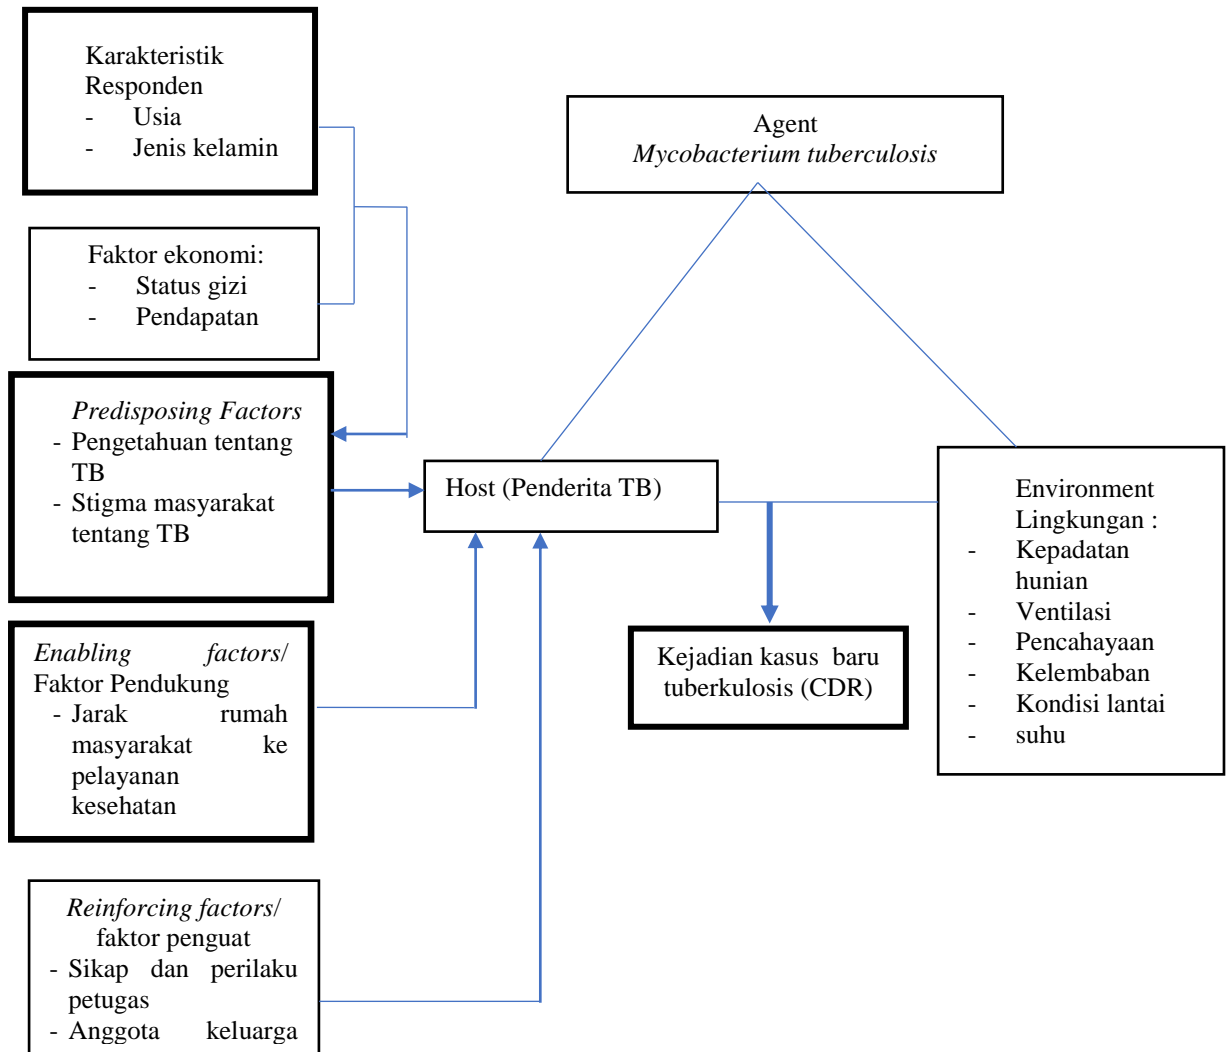 Karakteristik
Responden
- Usia
- Jenis kelamin
Agent
Mycobacterium tuberculosis
Faktor ekonomi:
- Status gizi
- Pendapatan
Predisposing Factors
- Pengetahuan tentang
TB
- Stigma masyarakat
tentang TB
Host (Penderita TB)
Environment
Lingkungan :
- Kepadatan
hunian
- Ventilasi
- Pencahayaan
- Kelembaban
- Kondisi lantai
- suhu
Kejadian kasus baru
tuberkulosis (CDR)
Enabling factors/
Faktor Pendukung
- Jarak rumah
masyarakat ke
pelayanan
kesehatan
Reinforcing factors/
faktor penguat
- Sikap dan perilaku
petugas
- Anggota keluarga